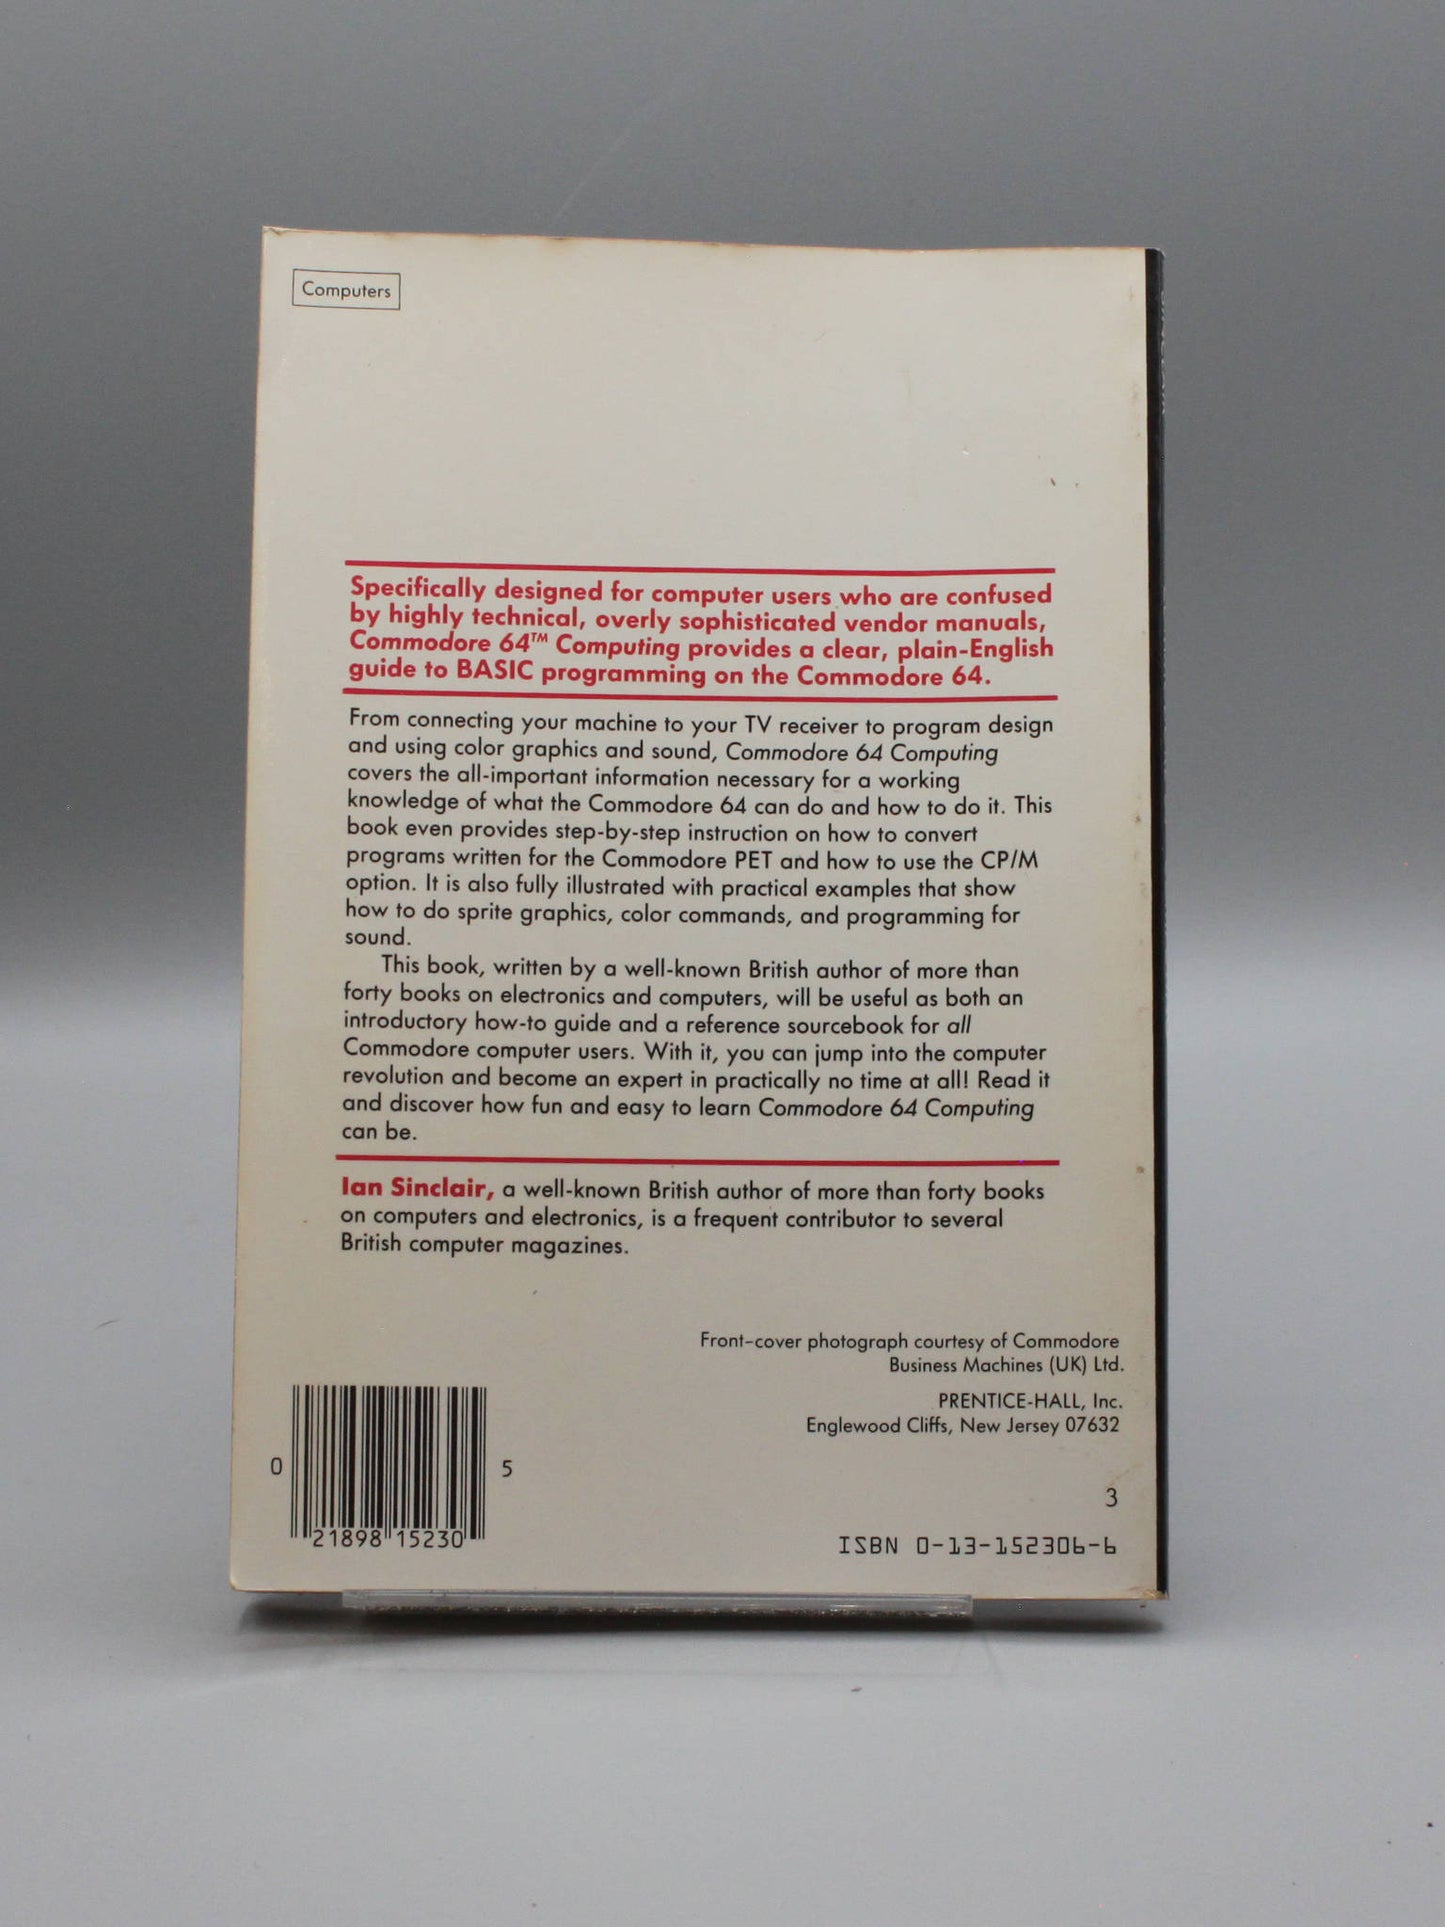 Computers
Specifically designed for computer users who are confused
by highly technical, overly sophisticated vendor manuals,
Commodore 64™ Computing provides a clear, plain-English
guide to BASIC programming on the Commodore 64.
From connecting your machine to your TV receiver to program design
and using color graphics and sound, Commodore 64 Computing
covers the all-important information necessary for a working
knowledge of what the Commodore 64 can do and how to do it. This
book even provides step-by-step instruction on how to convert
programs written for the Commodore PET and how to use the CP/M
option. It is also fully illustrated with practical examples that show
how to do sprite graphics, color commands, and programming for
sound.
This book, written by a well-known British author of more than
forty books on electronics and computers, will be useful as both an
introductory how-to guide and a reference sourcebook for all
Commodore computer users. With it, you can jump into the computer
revolution and become an expert in practically no time at all! Read it
and discover how fun and easy to learn Commodore 64 Computing
can be.
Ian Sinclair, a well-known British author of more than forty books
on computers and electronics, is a frequent contributor to several
British computer magazines.
Front-cover photograph courtesy of Commodore
Business Machines (UK) Ltd.
PRENTICE-HALL, Inc.
Englewood Cliffs, New Jersey 07632
0 21898 15230 5
3
ISBN 0-13-152306-6